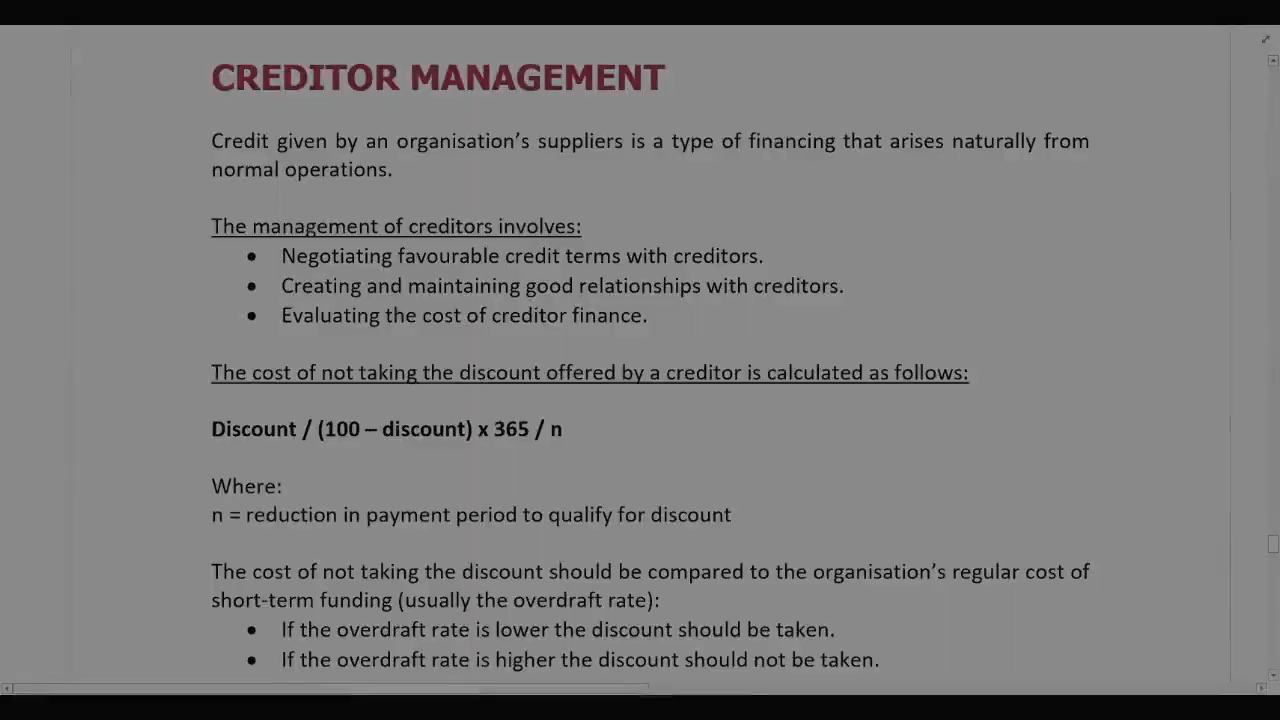 CREDITOR MANAGEMENT
Credit given by an organisation’s suppliers is a type of financing that arises naturally from
normal operations.
The management of creditors involves:
• Negotiating favourable credit terms with creditors.
• Creating and maintaining good relationships with creditors.
• Evaluating the cost of creditor finance.
The cost of not taking the discount offered by a creditor is calculated as follows:
Discount / (100 – discount) x 365 / n
Where:
n = reduction in payment period to qualify for discount
The cost of not taking the discount should be compared to the organisation’s regular cost of
short-term funding (usually the overdraft rate):
• If the overdraft rate is lower the discount should be taken.
• If the overdraft rate is higher the discount should not be taken.